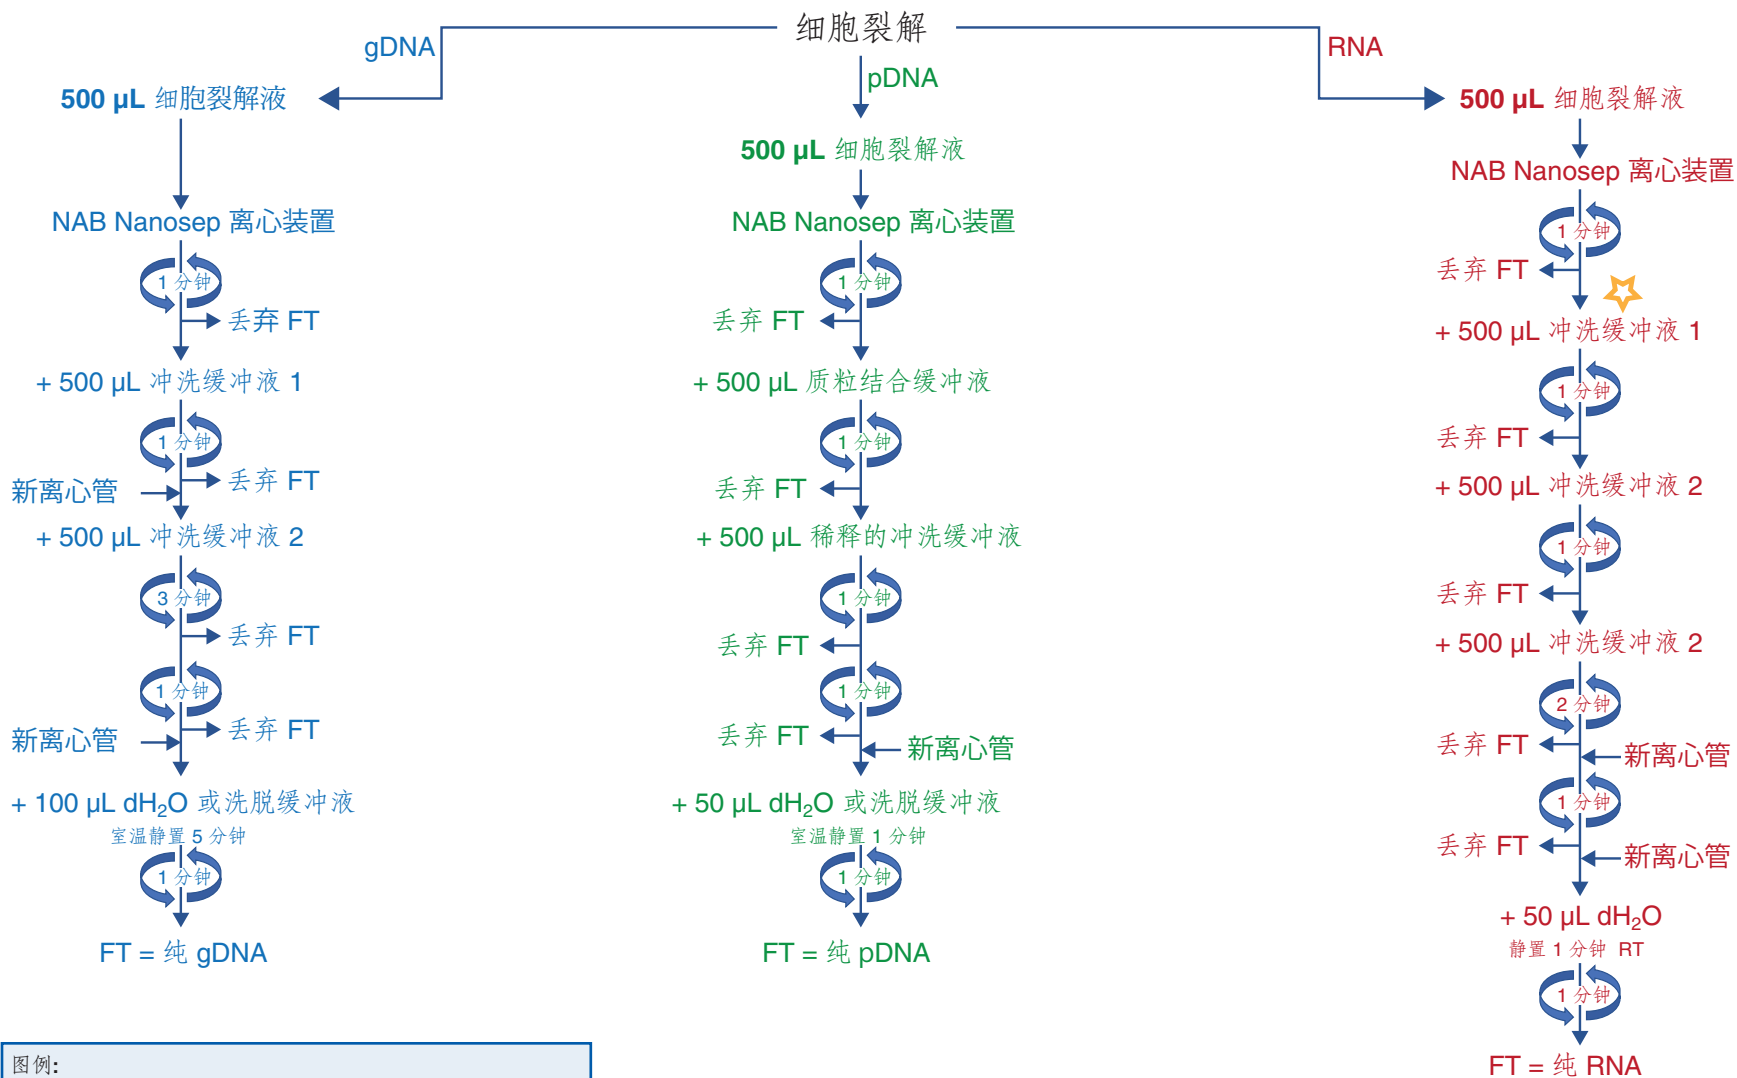 细胞裂解
gDNA
500 µL 细胞裂解液
NAB Nanosep 离心装置
1 分钟
丢弃 FT
+ 500 µL 冲洗缓冲液 1
1 分钟
丢弃 FT
新离心管
+ 500 µL 冲洗缓冲液 2
3 分钟
丢弃 FT
1 分钟
丢弃 FT
新离心管
+ 100 µL dH₂O 或洗脱缓冲液
室温静置 5 分钟
1 分钟
FT = 纯 gDNA
pDNA
500 µL 细胞裂解液
NAB Nanosep 离心装置
1 分钟
丢弃 FT
+ 500 µL 质粒结合缓冲液
1 分钟
丢弃 FT
+ 500 µL 稀释的冲洗缓冲液
1 分钟
丢弃 FT
1 分钟
丢弃 FT
新离心管
+ 50 µL dH₂O 或洗脱缓冲液
室温静置 1 分钟
1 分钟
FT = 纯 pDNA
RNA
500 µL 细胞裂解液
NAB Nanosep 离心装置
1 分钟
丢弃 FT
+ 500 µL 冲洗缓冲液 1
1 分钟
丢弃 FT
+ 500 µL 冲洗缓冲液 2
1 分钟
丢弃 FT
+ 500 µL 冲洗缓冲液 2
2 分钟
丢弃 FT
新离心管
1 分钟
丢弃 FT
新离心管
+ 50 µL dH₂O
静置 1 分钟 RT
1 分钟
FT = 纯 RNA
图例: